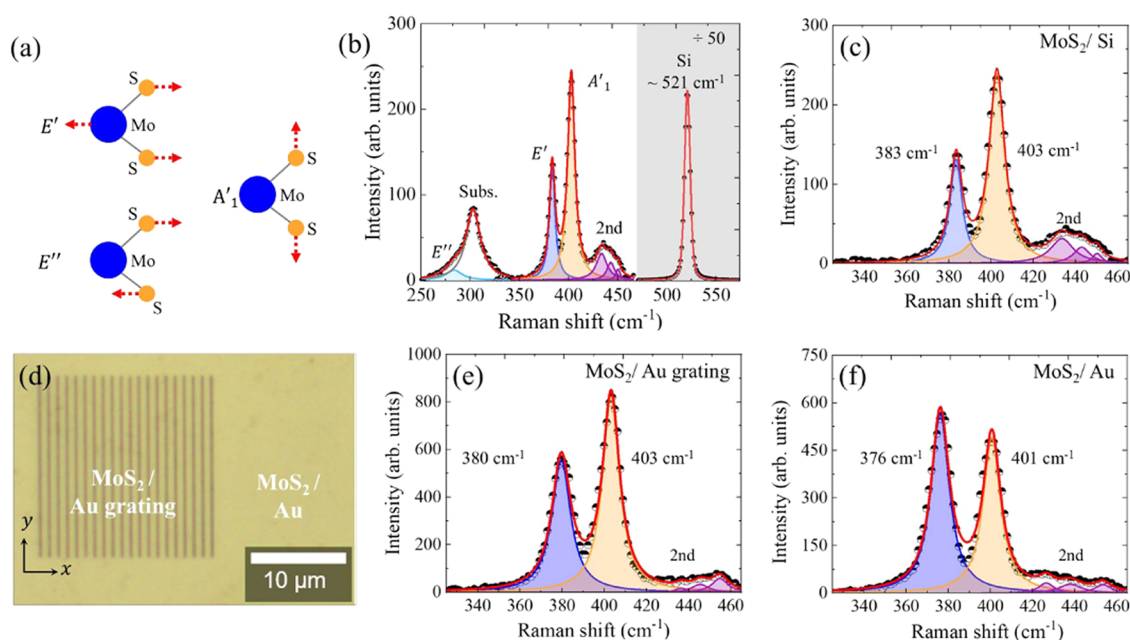 (a)
S
E′
Mo
S
S
A′₁
Mo
S
S
E′′
Mo
S
(b)
Intensity (arb. units)
300
200
100
0
÷ 50
Si
~ 521 cm⁻¹
A′₁
E′
Subs.
E′′
2nd
250 300 350 400 450 500 550
Raman shift (cm⁻¹)
(c)
MoS₂/ Si
Intensity (arb. units)
300
200
100
0
383 cm⁻¹
403 cm⁻¹
2nd
340 360 380 400 420 440 460
Raman shift (cm⁻¹)
(d)
MoS₂ /
Au grating
MoS₂ /
Au
y
x
10 µm
(e)
MoS₂/ Au grating
Intensity (arb. units)
1000
800
600
400
200
0
380 cm⁻¹
403 cm⁻¹
2nd
340 360 380 400 420 440 460
Raman shift (cm⁻¹)
(f)
MoS₂/ Au
Intensity (arb. units)
750
600
450
300
150
0
376 cm⁻¹
401 cm⁻¹
2nd
340 360 380 400 420 440 460
Raman shift (cm⁻¹)